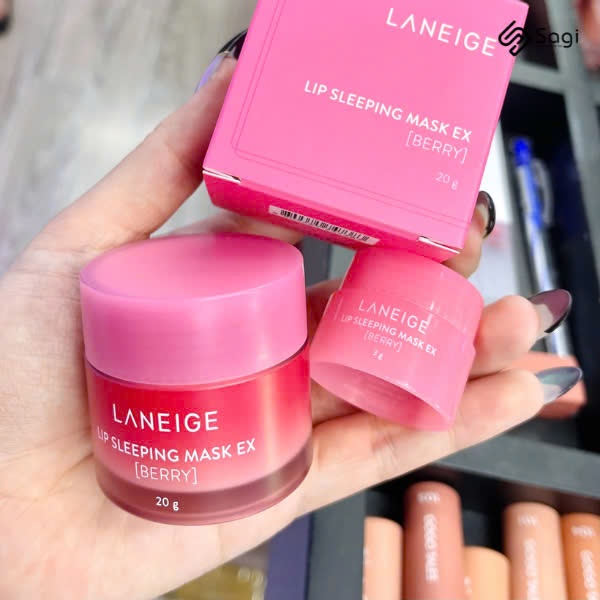 Sagi
LANEIGE
LIP SLEEPING MASK EX
[BERRY]
20 g
LANEIGE
LIP SLEEPING MASK EX
[BERRY]
3g
LANEIGE
LIP SLEEPING MASK EX
[BERRY]
20 g